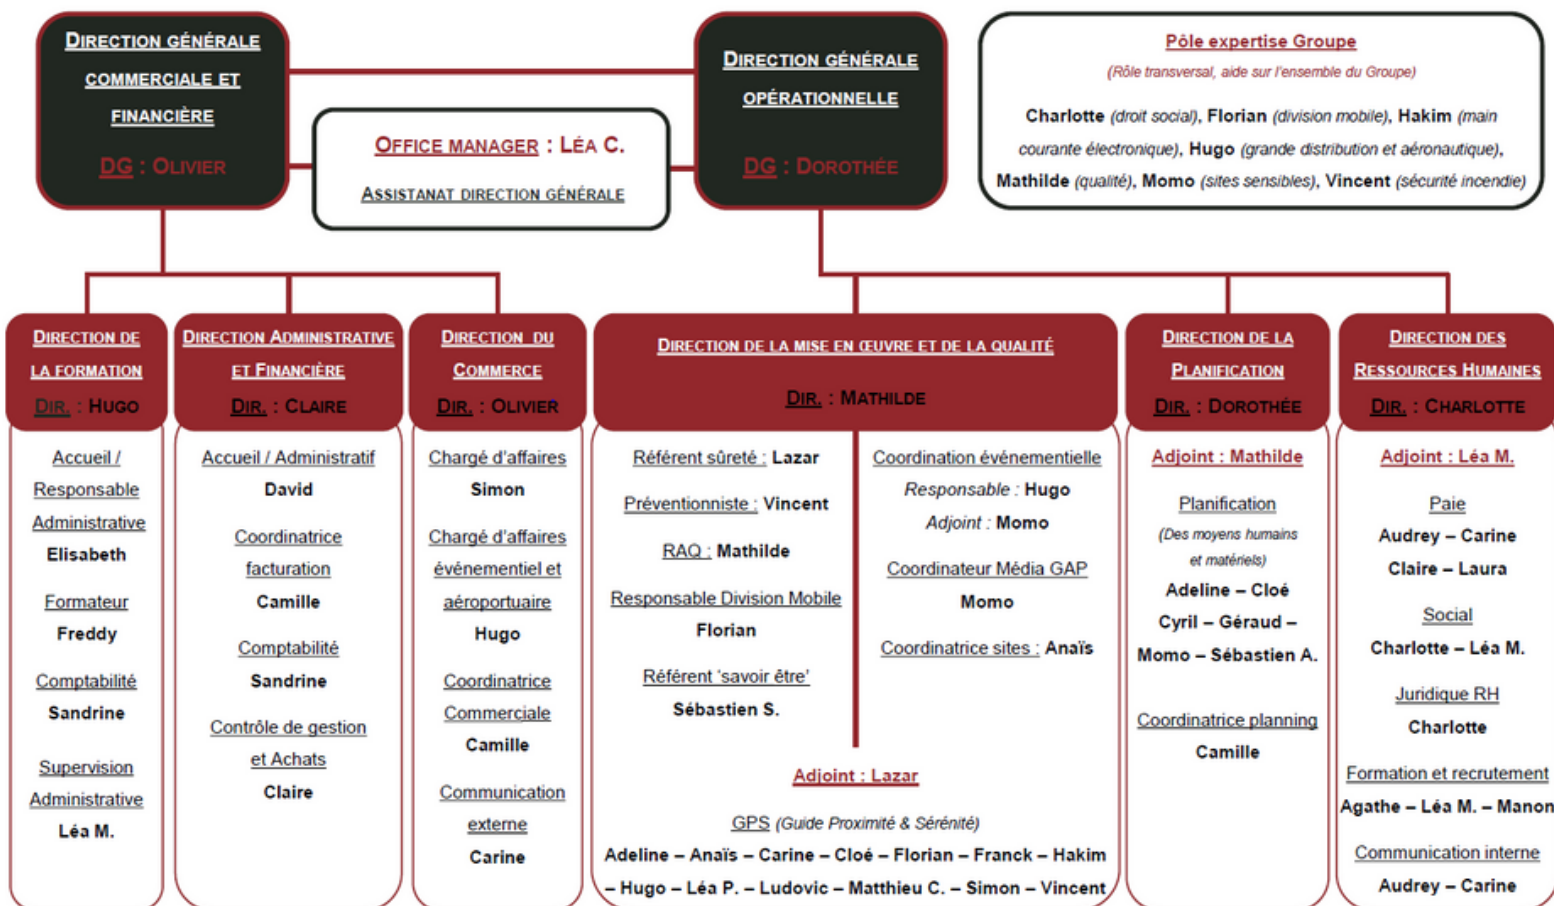 DIRECTION GÉNÉRALE
COMMERCIALE ET
FINANCIÈRE
DG : OLIVIER
OFFICE MANAGER : LÉA C.
ASSISTANAT DIRECTION GÉNÉRALE
DIRECTION GÉNÉRALE
OPÉRATIONNELLE
DG : DOROTHÉE
Pôle expertise Groupe
(Rôle transversal, aide sur l'ensemble du Groupe)
Charlotte (droit social), Florian (division mobile), Hakim (main
courante électronique), Hugo (grande distribution et aéronautique),
Mathilde (qualité), Momo (sites sensibles), Vincent (sécurité incendie)
DIRECTION DE
LA FORMATION
DIR. : HUGO
Accueil /
Responsable
Administrative
Elisabeth
Formateur
Freddy
Comptabilité
Sandrine
Supervision
Administrative
Léa M.
DIRECTION ADMINISTRATIVE
ET FINANCIÈRE
DIR. : CLAIRE
Accueil / Administratif
David
Coordinatrice
facturation
Camille
Comptabilité
Sandrine
Contrôle de gestion
et Achats
Claire
DIRECTION DU
COMMERCE
DIR. : OLIVIER
Chargé d'affaires
Simon
Chargé d'affaires
événementiel et
aéroportuaire
Hugo
Coordinatrice
Commerciale
Camille
Communication
externe
Carine
DIRECTION DE LA MISE EN ŒUVRE ET DE LA QUALITÉ
DIR. : MATHILDE
Référent sûreté : Lazar
Préventionniste : Vincent
RAQ : Mathilde
Responsable Division Mobile
Florian
Référent 'savoir être'
Sébastien S.
Coordination événementielle
Responsable : Hugo
Adjoint : Momo
Coordinateur Média GAP
Momo
Coordinatrice sites : Anaïs
Adjoint : Lazar
GPS (Guide Proximité & Sérénité)
Adeline – Anaïs – Carine – Cloé – Florian – Franck – Hakim
– Hugo – Léa P. – Ludovic – Matthieu C. – Simon – Vincent
DIRECTION DE LA
PLANIFICATION
DIR. : DOROTHÉE
Adjoint : Mathilde
Planification
(Des moyens humains
et matériels)
Adeline – Cloé
Cyril – Géraud –
Momo – Sébastien A.
Coordinatrice planning
Camille
DIRECTION DES
RESSOURCES HUMAINES
DIR. : CHARLOTTE
Adjoint : Léa M.
Paie
Audrey – Carine
Claire – Laura
Social
Charlotte – Léa M.
Juridique RH
Charlotte
Formation et recrutement
Agathe – Léa M. – Manon
Communication interne
Audrey – Carine